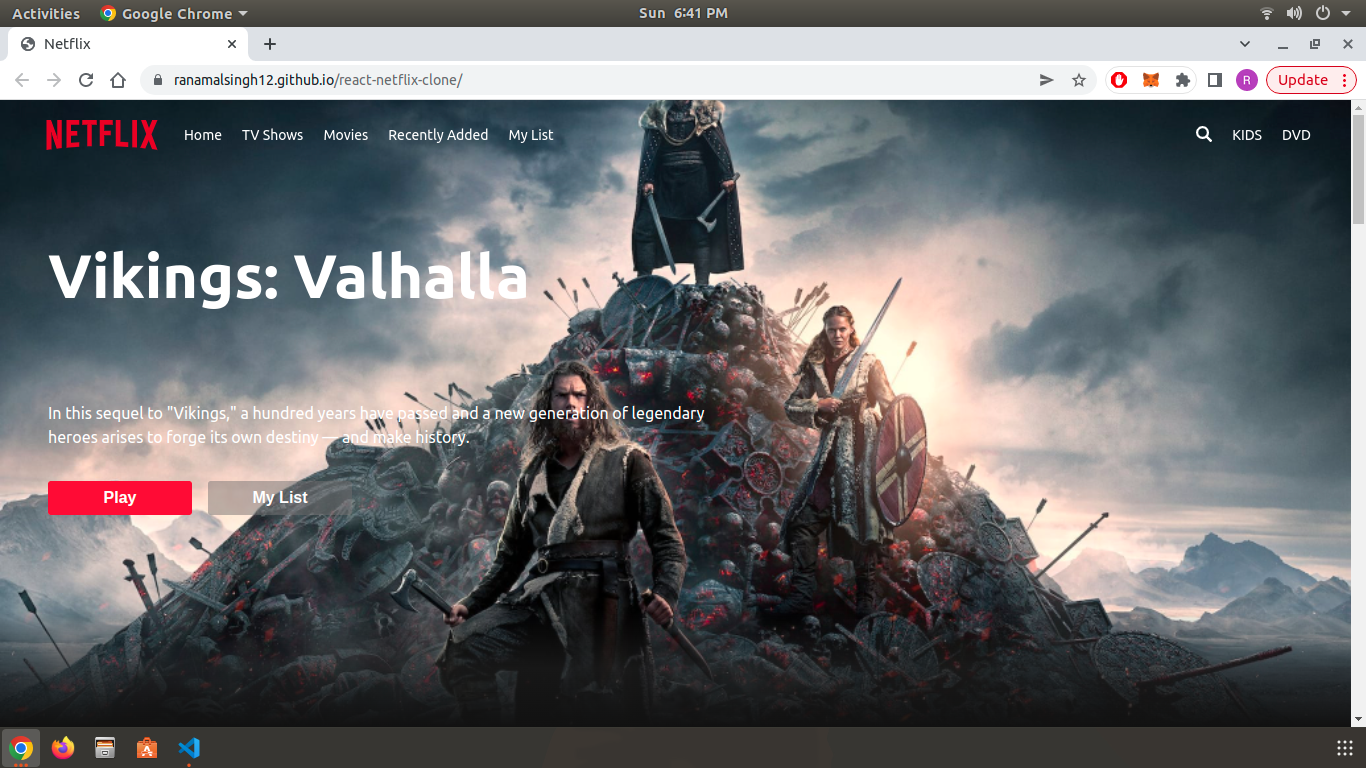 Activities Google Chrome Sun 6:41 PM
Netflix
ranamalsingh12.github.io/react-netflix-clone/ R Update
NETFLIX Home TV Shows Movies Recently Added My List KIDS DVD
Vikings: Valhalla
In this sequel to "Vikings," a hundred years have passed and a new generation of legendary
heroes arises to forge its own destiny — and make history.
Play My List